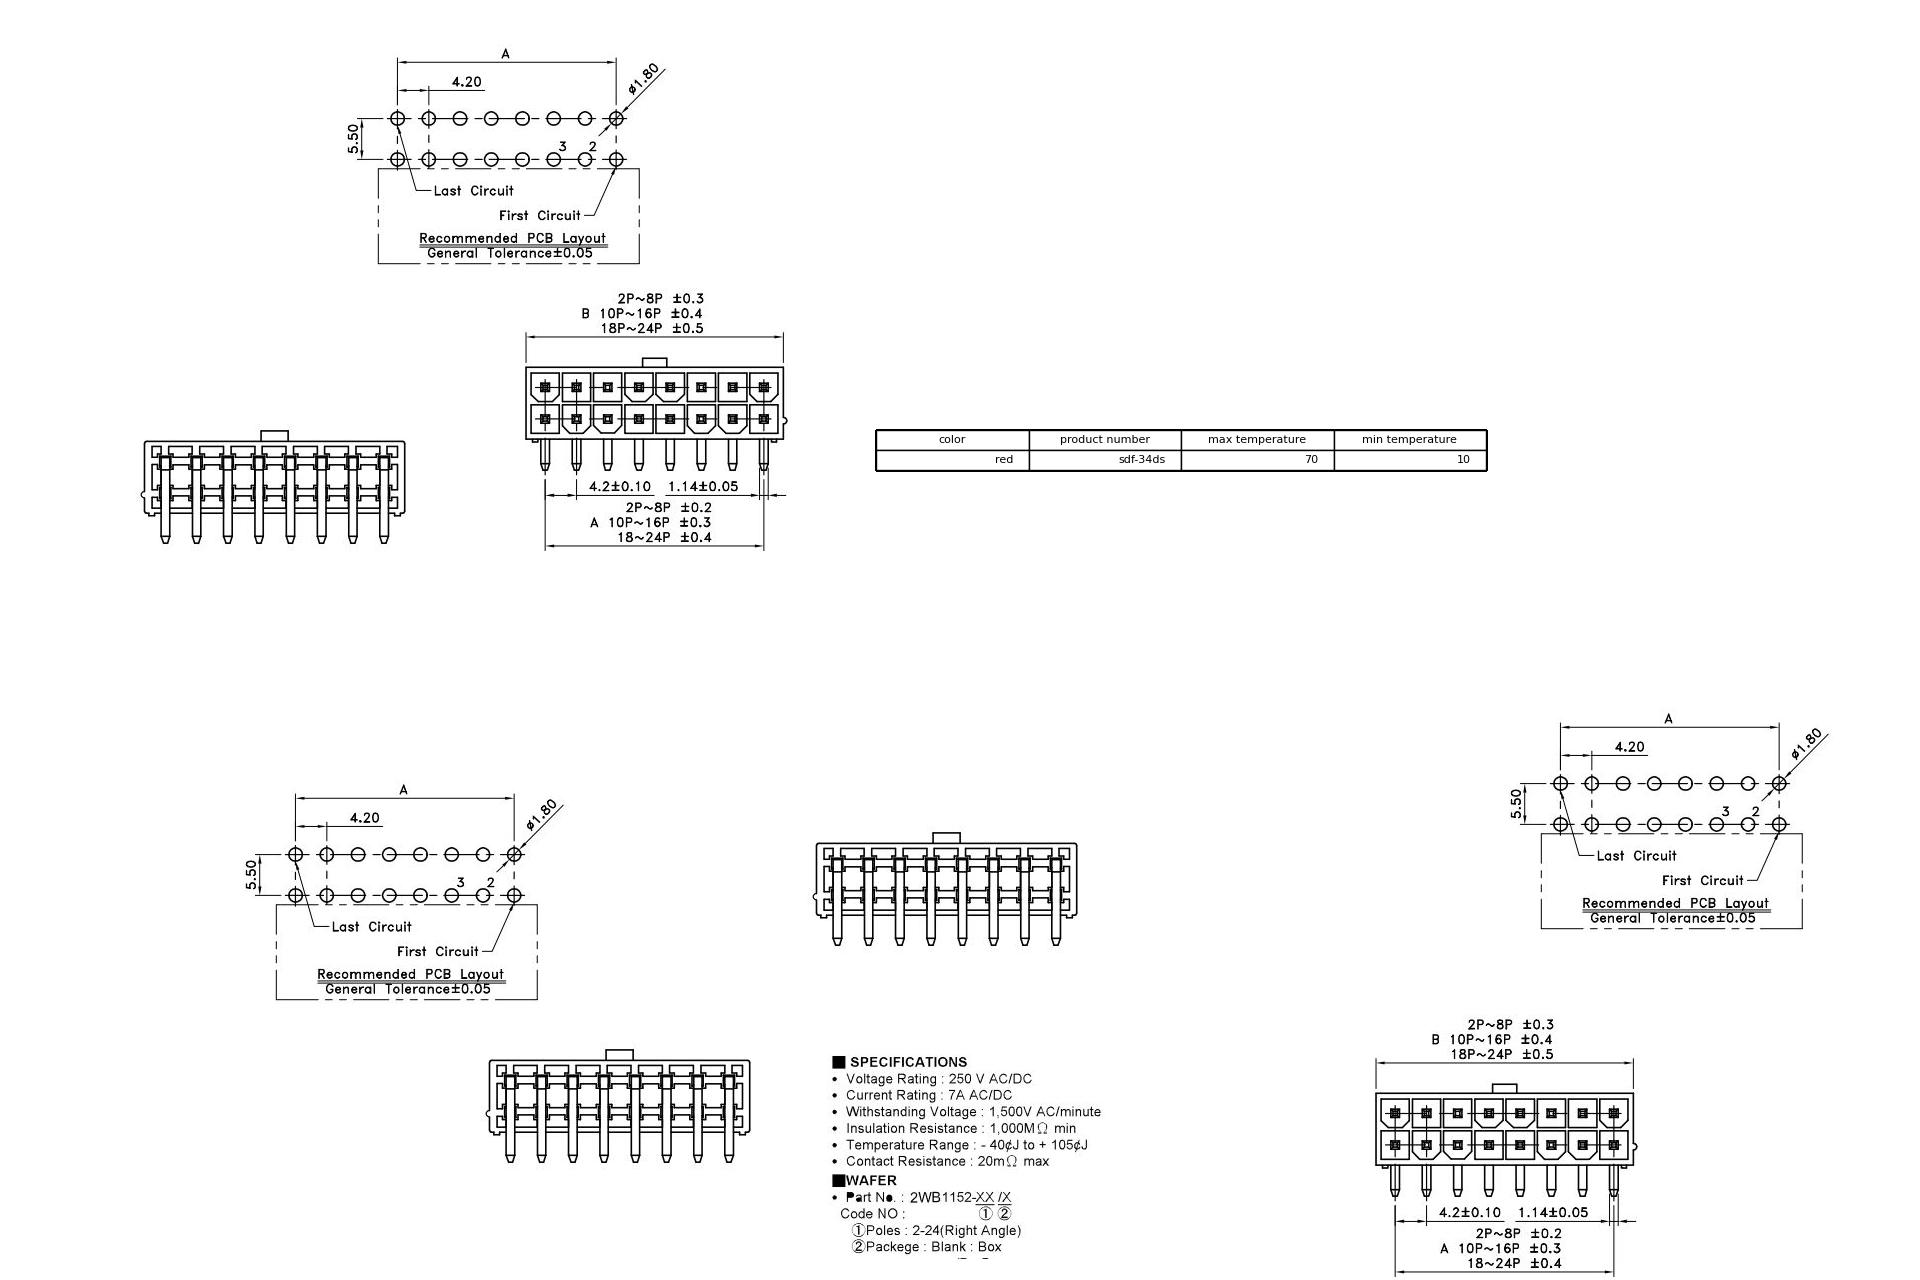 A
4.20
ø1.80
5.50
3 2
Last Circuit
First Circuit
Recommended PCB Layout
General Tolerance±0.05
2P~8P ±0.3
B 10P~16P ±0.4
18P~24P ±0.5
4.2±0.10 1.14±0.05
2P~8P ±0.2
A 10P~16P ±0.3
18~24P ±0.4
color product number max temperature min temperature
red sdf-34ds 70 10
A
4.20
ø1.80
5.50
3 2
Last Circuit
First Circuit
Recommended PCB Layout
General Tolerance±0.05
A
4.20
ø1.80
5.50
3 2
Last Circuit
First Circuit
Recommended PCB Layout
General Tolerance±0.05
■ SPECIFICATIONS
• Voltage Rating : 250 V AC/DC
• Current Rating : 7A AC/DC
• Withstanding Voltage : 1,500V AC/minute
• Insulation Resistance : 1,000MΩ min
• Temperature Range : - 40¢J to + 105¢J
• Contact Resistance : 20mΩ max
■WAFER
• Part No. : 2WB1152-XX /X
Code NO : ① ②
①Poles : 2-24(Right Angle)
②Packege : Blank : Box
2P~8P ±0.3
B 10P~16P ±0.4
18P~24P ±0.5
4.2±0.10 1.14±0.05
2P~8P ±0.2
A 10P~16P ±0.3
18~24P ±0.4